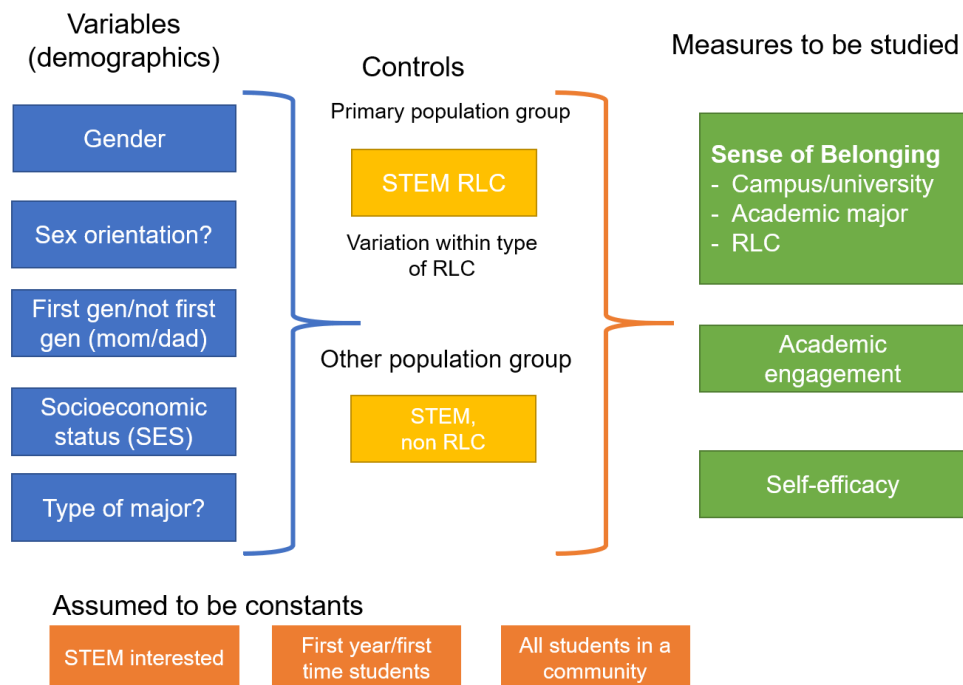 Variables
(demographics)
Gender
Sex orientation?
First gen/not first
gen (mom/dad)
Socioeconomic
status (SES)
Type of major?
Controls
Primary population group
STEM RLC
Variation within type
of RLC
Other population group
STEM,
non RLC
Measures to be studied
Sense of Belonging
- Campus/university
- Academic major
- RLC
Academic
engagement
Self-efficacy
Assumed to be constants
STEM interested
First year/first
time students
All students in a
community